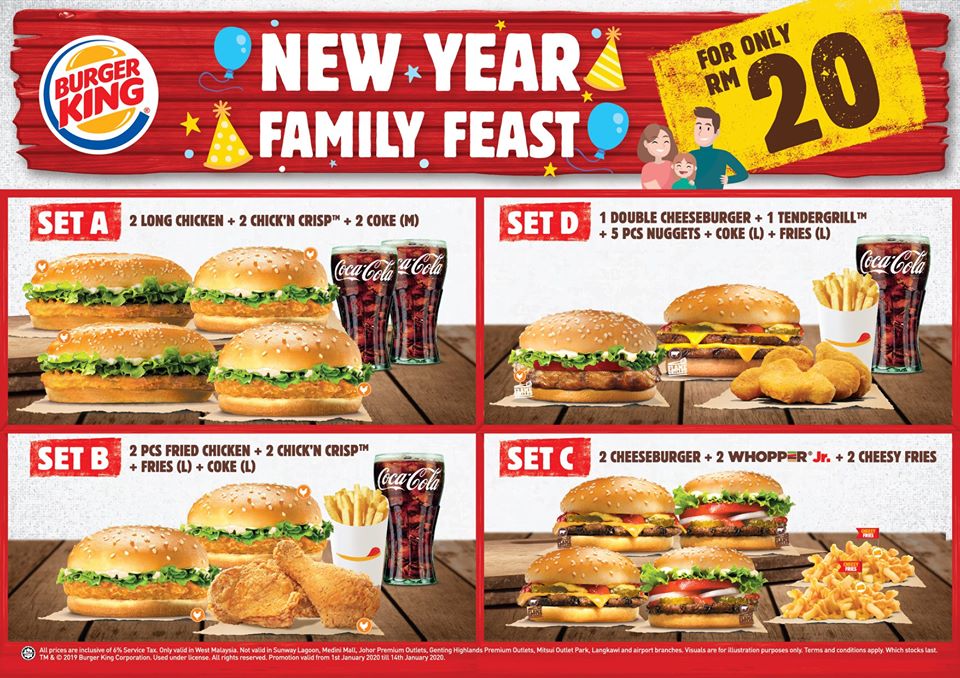 BURGER
KING®
NEW YEAR
FAMILY FEAST
FOR ONLY
RM 20
SET A
2 LONG CHICKEN + 2 CHICK'N CRISP™ + 2 COKE (M)
Coca-Cola
ca-Cola
SET D
1 DOUBLE CHEESEBURGER + 1 TENDERGRILL™
+ 5 PCS NUGGETS + COKE (L) + FRIES (L)
Coca-Cola
SET B
2 PCS FRIED CHICKEN + 2 CHICK'N CRISP™
+ FRIES (L) + COKE (L)
Coca-Cola
SET C
2 CHEESEBURGER + 2 WHOPPER® Jr. + 2 CHEESY FRIES
CHEESY
FRIES
CHEESY
FRIES
All prices are inclusive of 6% Service Tax. Only valid in West Malaysia. Not valid in Sunway Lagoon, Medini Mall, Johor Premium Outlets, Genting Highlands Premium Outlets, Mitsui Outlet Park, Langkawi and airport branches. Visuals are for illustration purposes only. Terms and conditions apply. Which stocks last.
TM & © 2019 Burger King Corporation. Used under license. All rights reserved. Promotion valid from 1st January 2020 till 14th January 2020.